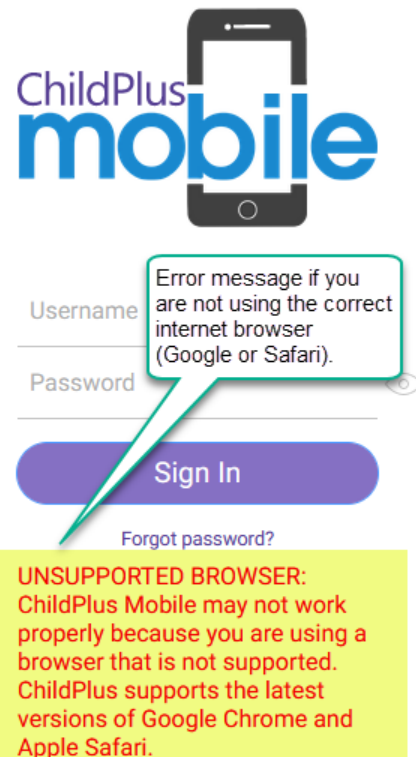 ChildPlus
mobile
Error message if you
are not using the correct
internet browser
(Google or Safari).
Username
Password
Sign In
Forgot password?
UNSUPPORTED BROWSER:
ChildPlus Mobile may not work
properly because you are using a
browser that is not supported.
ChildPlus supports the latest
versions of Google Chrome and
Apple Safari.